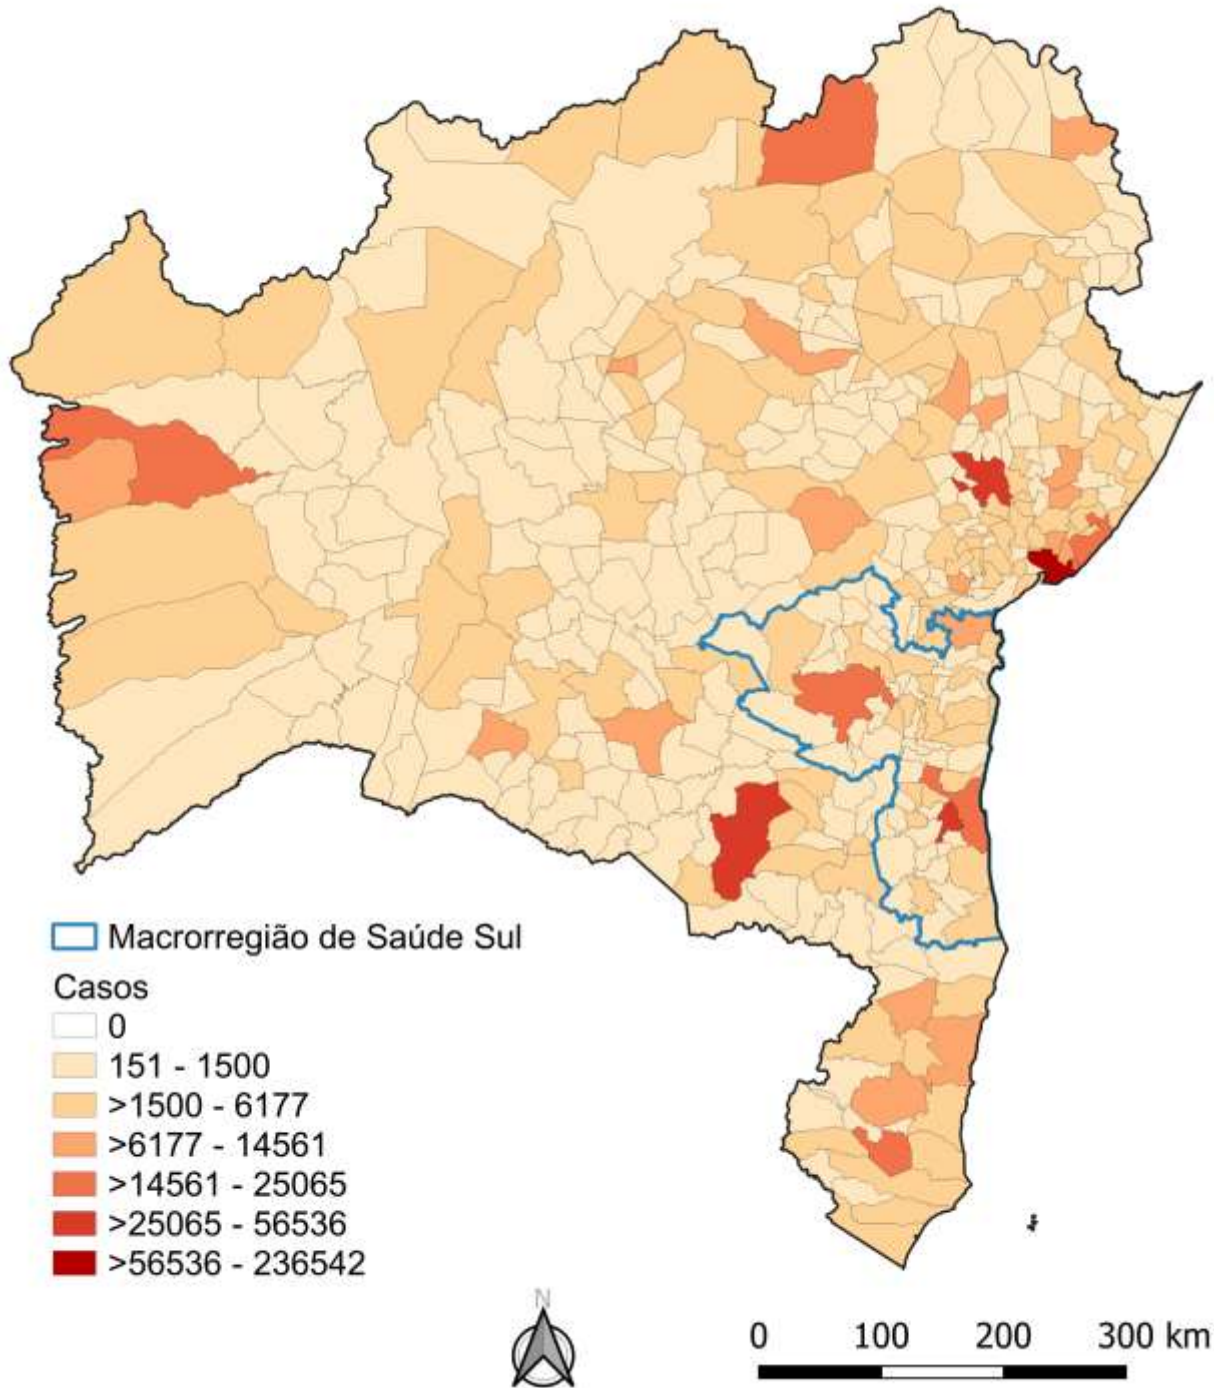 Macrorregião de Saúde Sul
Casos
0
151 - 1500
>1500 - 6177
>6177 - 14561
>14561 - 25065
>25065 - 56536
>56536 - 236542
N
0 100 200 300 km